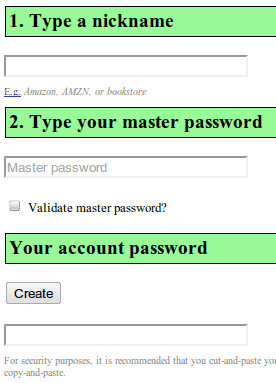 1. Type a nickname
E.g. Amazon, AMZN, or bookstore
2. Type your master password
Master password
Validate master password?
Your account password
Create
For security purposes, it is recommended that you cut-and-paste you
copy-and-paste.